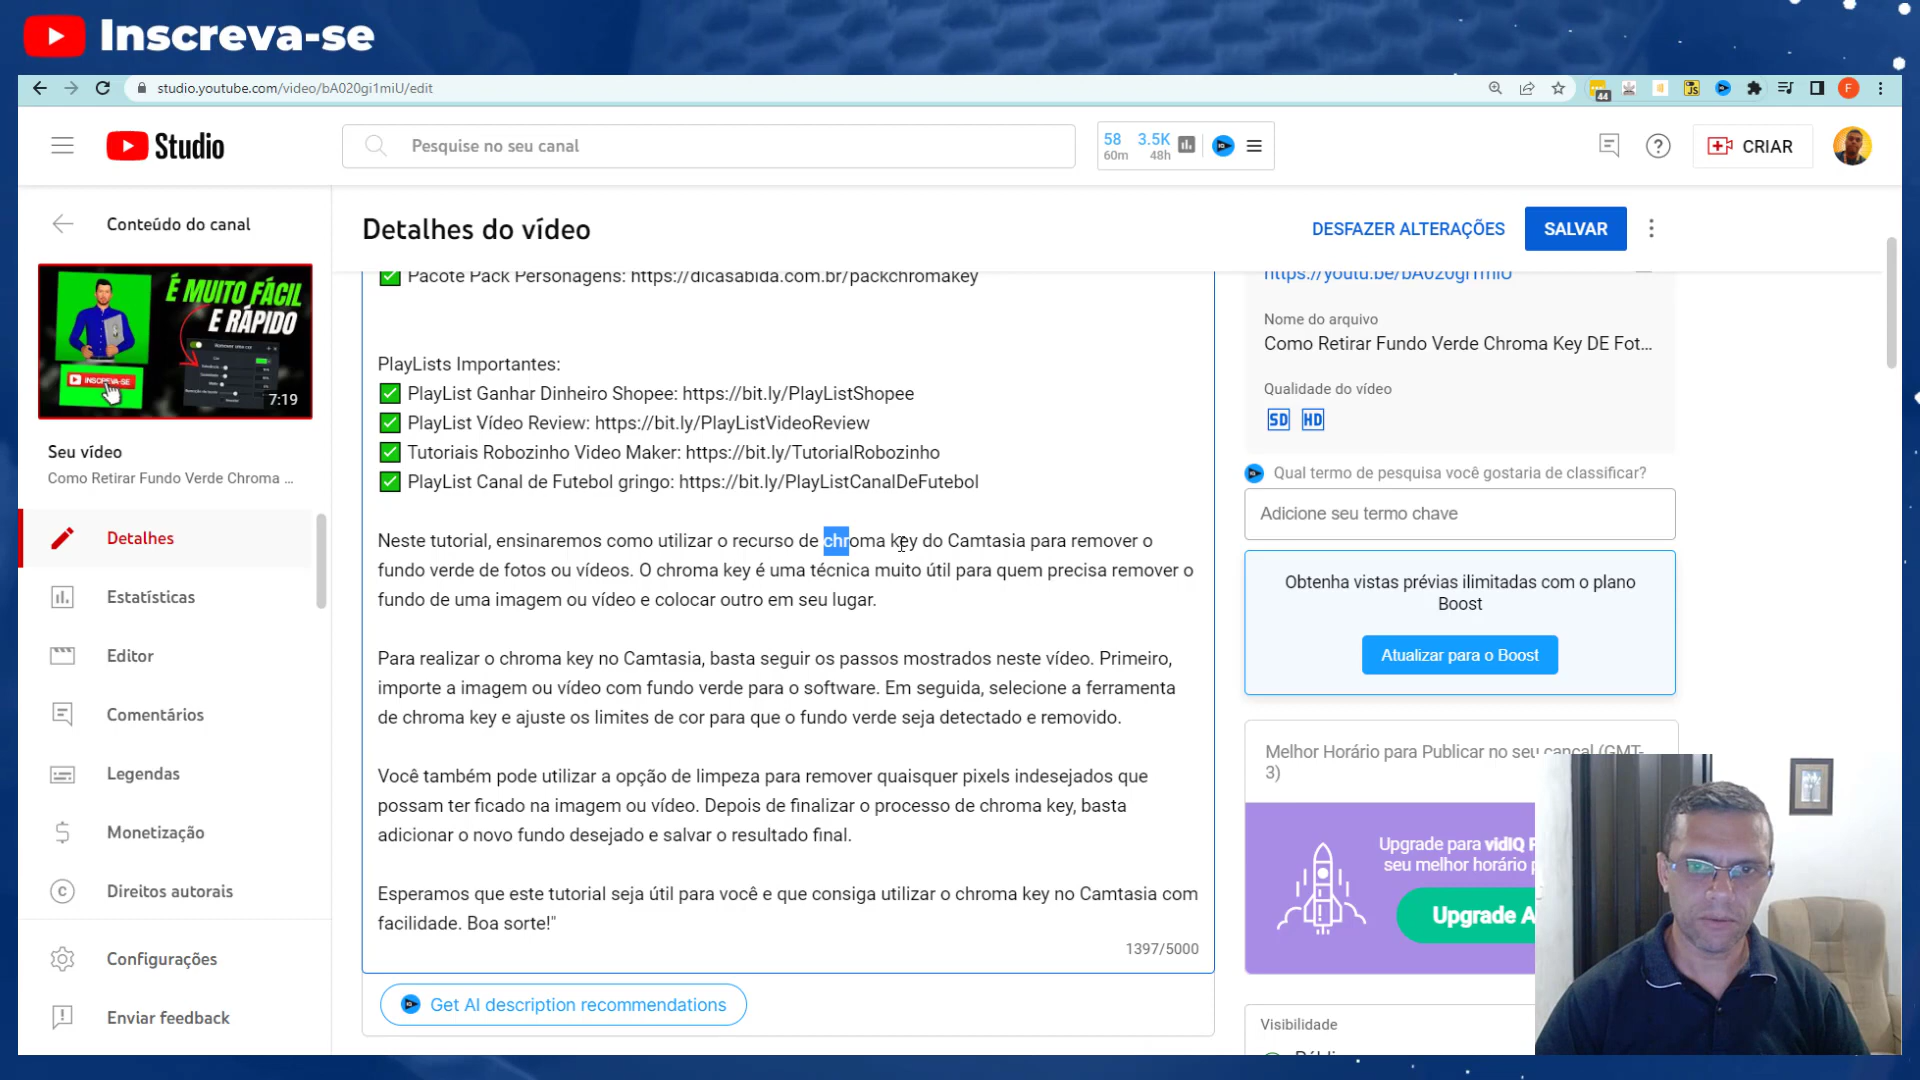 Inscreva-se
studio.youtube.com/video/bA020gi1miU/edit
44
JS
F
Studio
Pesquise no seu canal
58 3.5K
60m 48h
CRIAR
Conteúdo do canal
É MUITO FÁCIL
E RÁPIDO
INSCREVA-SE
7:19
Seu vídeo
Como Retirar Fundo Verde Chroma ...
Detalhes
Estatísticas
Editor
Comentários
Legendas
Monetização
Direitos autorais
Configurações
Enviar feedback
Detalhes do vídeo
DESFAZER ALTERAÇÕES
SALVAR
✅ Pacote Pack Personagens: https://dicasabida.com.br/packchromakey
PlayLists Importantes:
✅ PlayList Ganhar Dinheiro Shopee: https://bit.ly/PlayListShopee
✅ PlayList Vídeo Review: https://bit.ly/PlayListVideoReview
✅ Tutoriais Robozinho Video Maker: https://bit.ly/TutorialRobozinho
✅ PlayList Canal de Futebol gringo: https://bit.ly/PlayListCanalDeFutebol
Neste tutorial, ensinaremos como utilizar o recurso de chroma key do Camtasia para remover o
fundo verde de fotos ou vídeos. O chroma key é uma técnica muito útil para quem precisa remover o
fundo de uma imagem ou vídeo e colocar outro em seu lugar.
Para realizar o chroma key no Camtasia, basta seguir os passos mostrados neste vídeo. Primeiro,
importe a imagem ou vídeo com fundo verde para o software. Em seguida, selecione a ferramenta
de chroma key e ajuste os limites de cor para que o fundo verde seja detectado e removido.
Você também pode utilizar a opção de limpeza para remover quaisquer pixels indesejados que
possam ter ficado na imagem ou vídeo. Depois de finalizar o processo de chroma key, basta
adicionar o novo fundo desejado e salvar o resultado final.
Esperamos que este tutorial seja útil para você e que consiga utilizar o chroma key no Camtasia com
facilidade. Boa sorte!"
1397/5000
Get AI description recommendations
https://youtu.be/bA020gi1miU
Nome do arquivo
Como Retirar Fundo Verde Chroma Key DE Fot...
Qualidade do vídeo
SD HD
Qual termo de pesquisa você gostaria de classificar?
Adicione seu termo chave
Obtenha vistas prévias ilimitadas com o plano
Boost
Atualizar para o Boost
Melhor Horário para Publicar no seu cançal (GMT-
3)
Upgrade para vidIQ
seu melhor horário
Upgrade
Visibilidade